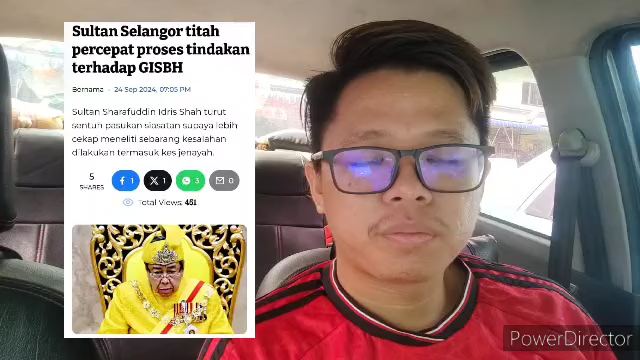 Sultan Selangor titah
percepat proses tindakan
terhadap GISBH
Bernama - 24 Sep 2024, 07:05 PM
Sultan Sharafuddin Idris Shah turut
sentuh pasukan siasatan supaya lebih
cekap meneliti sebarang kesalahan
dilakukan termasuk kes jenayah.
5
SHARES
1
1
3
0
Total Views: 451
PowerDirector